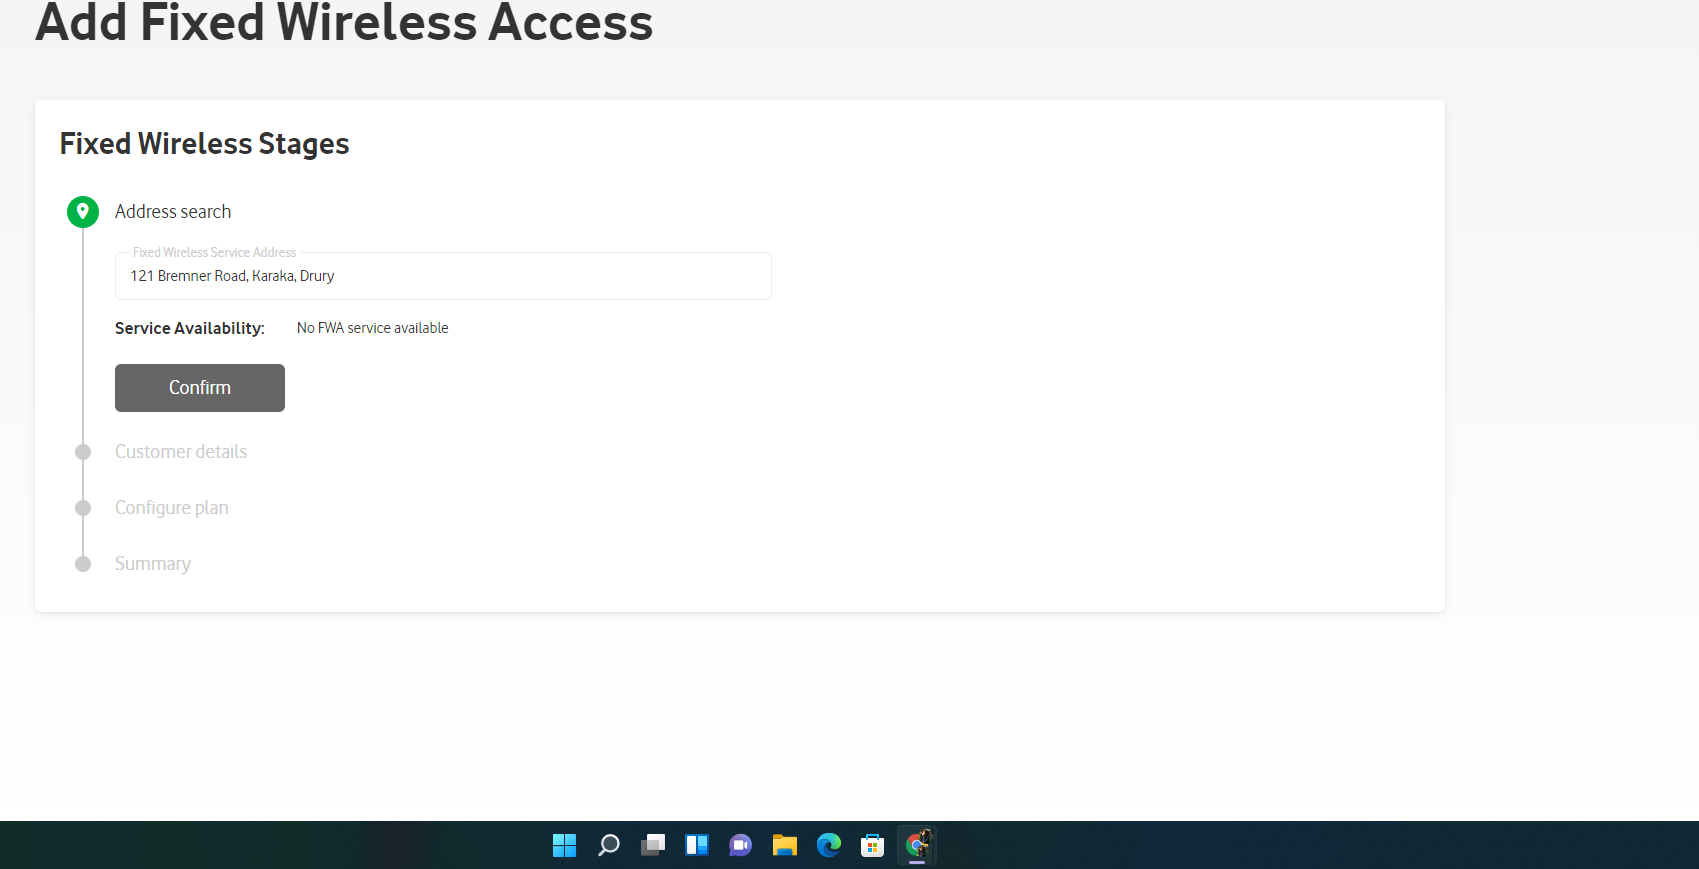 Add Fixed Wireless Access
Fixed Wireless Stages
Address search
Fixed Wireless Service Address
121 Bremner Road, Karaka, Drury
Service Availability: No FWA service available
Confirm
Customer details
Configure plan
Summary